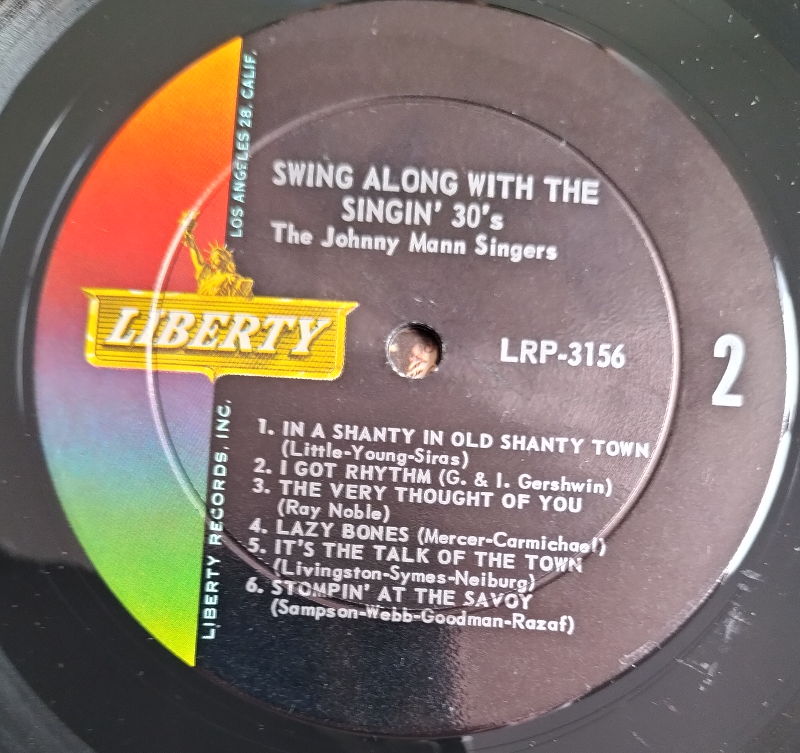 SWING ALONG WITH THE
SINGIN' 30's
The Johnny Mann Singers
LOS ANGELES 28, CALIF.
LIBERTY
LRP-3156
2
LIBERTY RECORDS, INC.
1. IN A SHANTY IN OLD SHANTY TOWN
(Little-Young-Siras)
2. I GOT RHYTHM (G. & I. Gershwin)
3. THE VERY THOUGHT OF YOU
(Ray Noble)
4. LAZY BONES (Mercer-Carmichael)
5. IT'S THE TALK OF THE TOWN
(Livingston-Symes-Neiburg)
6. STOMPIN' AT THE SAVOY
(Sampson-Webb-Goodman-Razaf)